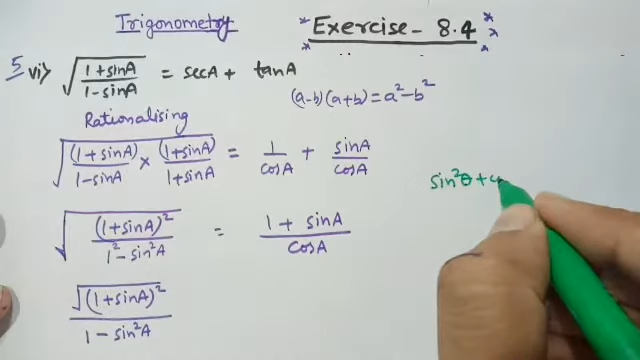 Trigonometry * Exercise - 8.4 *
5 vi) √(1+sinA / 1-sinA) = secA + tanA
(a-b)(a+b) = a²-b²
Rationalising
√((1+sinA) / 1-sinA × (1+sinA) / 1+sinA) = 1/cosA + sinA/cosA
sin²θ + c
√((1+sinA)² / 1²-sin²A) = 1 + sinA / cosA
√(1+sinA)² / 1 - sin²A